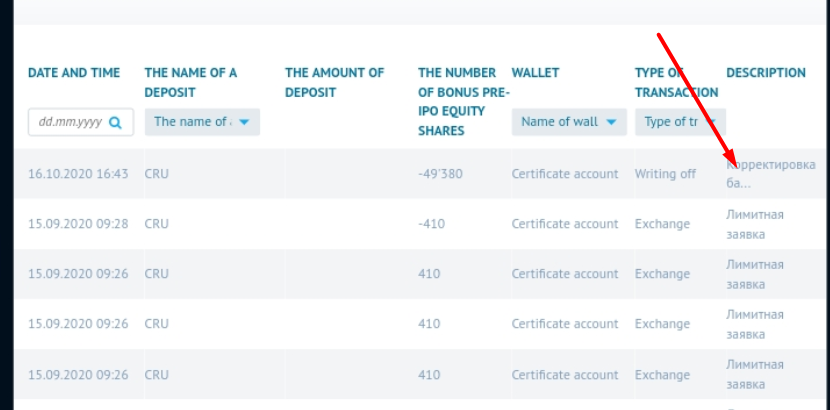 DATE AND TIME THE NAME OF A DEPOSIT THE AMOUNT OF DEPOSIT THE NUMBER OF BONUS PRE-IPO EQUITY SHARES WALLET TYPE OF TRANSACTION DESCRIPTION
dd.mm.yyyy The name of Name of wall Type of tr
16.10.2020 16:43 CRU -49'380 Certificate account Writing off Корректировка ба...
15.09.2020 09:28 CRU -410 Certificate account Exchange Лимитная заявка
15.09.2020 09:26 CRU 410 Certificate account Exchange Лимитная заявка
15.09.2020 09:26 CRU 410 Certificate account Exchange Лимитная заявка
15.09.2020 09:26 CRU 410 Certificate account Exchange Лимитная заявка